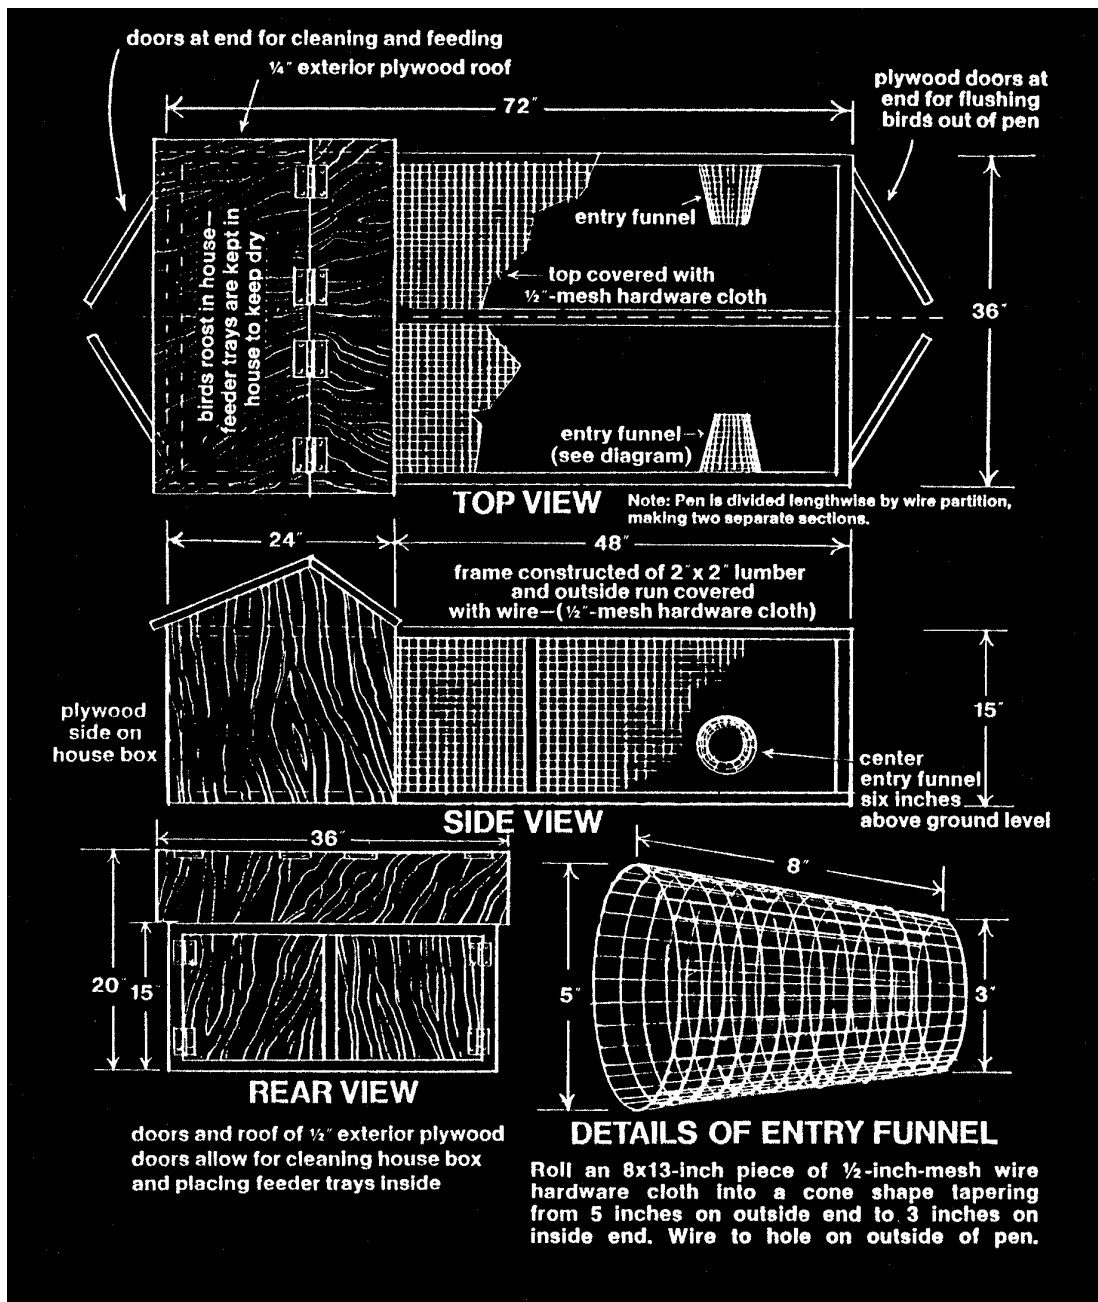 doors at end for cleaning and feeding
¼″ exterior plywood roof
plywood doors at
end for flushing
birds out of pen
72″
entry funnel
top covered with
½″-mesh hardware cloth
36″
birds roost in house—
feeder trays are kept in
house to keep dry
entry funnel
(see diagram)
TOP VIEW
Note: Pen is divided lengthwise by wire partition,
making two separate sections.
24″
48″
frame constructed of 2″x 2″ lumber
and outside run covered
with wire—(½″-mesh hardware cloth)
plywood
side on
house box
15″
center
entry funnel
six inches
above ground level
SIDE VIEW
36″
8″
20″
15″
5″
3″
REAR VIEW
doors and roof of ½″ exterior plywood
doors allow for cleaning house box
and placing feeder trays inside
DETAILS OF ENTRY FUNNEL
Roll an 8x13-inch piece of ½-inch-mesh wire
hardware cloth into a cone shape tapering
from 5 inches on outside end to 3 inches on
inside end. Wire to hole on outside of pen.